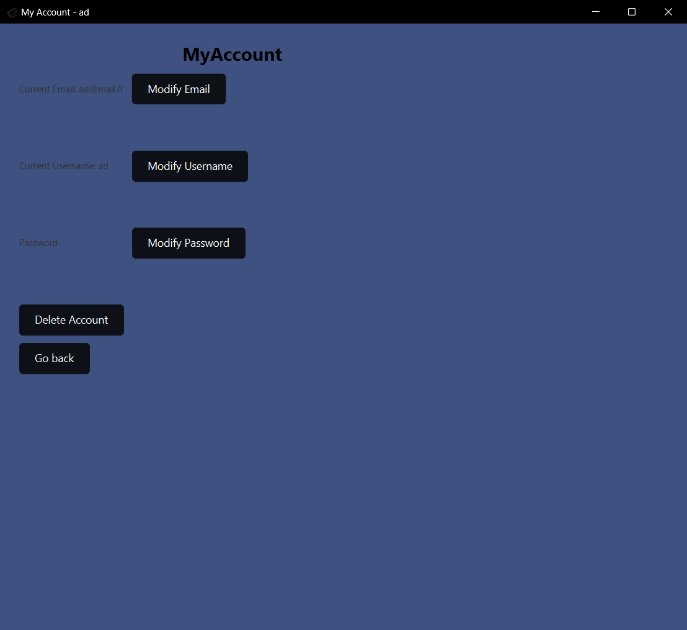 My Account - ad
MyAccount
Current Email: ad@mail.fr Modify Email
Current Username: ad Modify Username
Password Modify Password
Delete Account
Go back